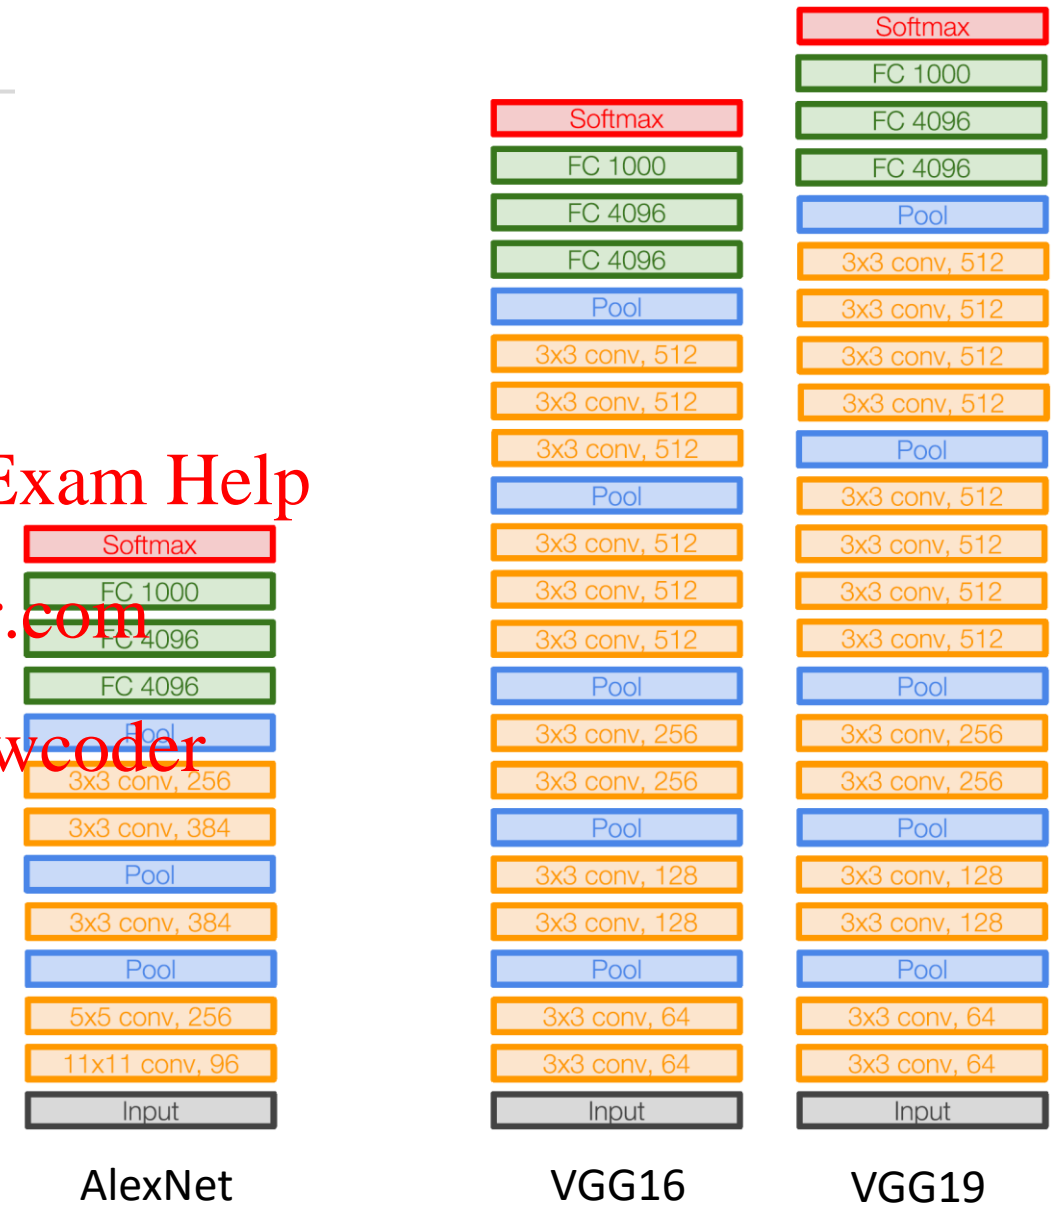 Exam Help
Softmax
FC 1000
.com
FC 4096
FC 4096
Pool
wcoder
3x3 conv, 256
3x3 conv, 384
Pool
3x3 conv, 384
Pool
5x5 conv, 256
11x11 conv, 96
Input
AlexNet
Softmax
FC 1000
FC 4096
FC 4096
Pool
3x3 conv, 512
3x3 conv, 512
3x3 conv, 512
Pool
3x3 conv, 512
3x3 conv, 512
3x3 conv, 512
Pool
3x3 conv, 256
3x3 conv, 256
Pool
3x3 conv, 128
3x3 conv, 128
Pool
3x3 conv, 64
3x3 conv, 64
Input
VGG16
Softmax
FC 1000
FC 4096
FC 4096
Pool
3x3 conv, 512
3x3 conv, 512
3x3 conv, 512
3x3 conv, 512
Pool
3x3 conv, 512
3x3 conv, 512
3x3 conv, 512
3x3 conv, 512
Pool
3x3 conv, 256
3x3 conv, 256
Pool
3x3 conv, 128
3x3 conv, 128
Pool
3x3 conv, 64
3x3 conv, 64
Input
VGG19